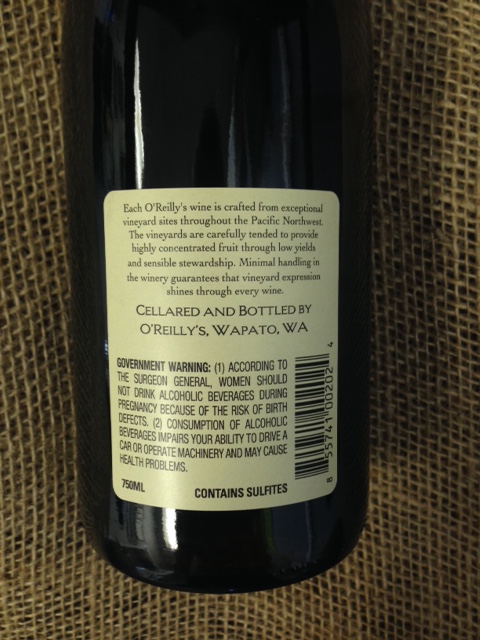 Each O'Reilly's wine is crafted from exceptional
vineyard sites throughout the Pacific Northwest.
The vineyards are carefully tended to provide
highly concentrated fruit through low yields
and sensible stewardship. Minimal handling in
the winery guarantees that vineyard expression
shines through every wine.
CELLARED AND BOTTLED BY
O'REILLY'S, WAPATO, WA
GOVERNMENT WARNING: (1) ACCORDING TO
THE SURGEON GENERAL, WOMEN SHOULD
NOT DRINK ALCOHOLIC BEVERAGES DURING
PREGNANCY BECAUSE OF THE RISK OF BIRTH
DEFECTS. (2) CONSUMPTION OF ALCOHOLIC
BEVERAGES IMPAIRS YOUR ABILITY TO DRIVE A
CAR OR OPERATE MACHINERY AND MAY CAUSE
HEALTH PROBLEMS.
8 55741 00202 4
750ML CONTAINS SULFITES